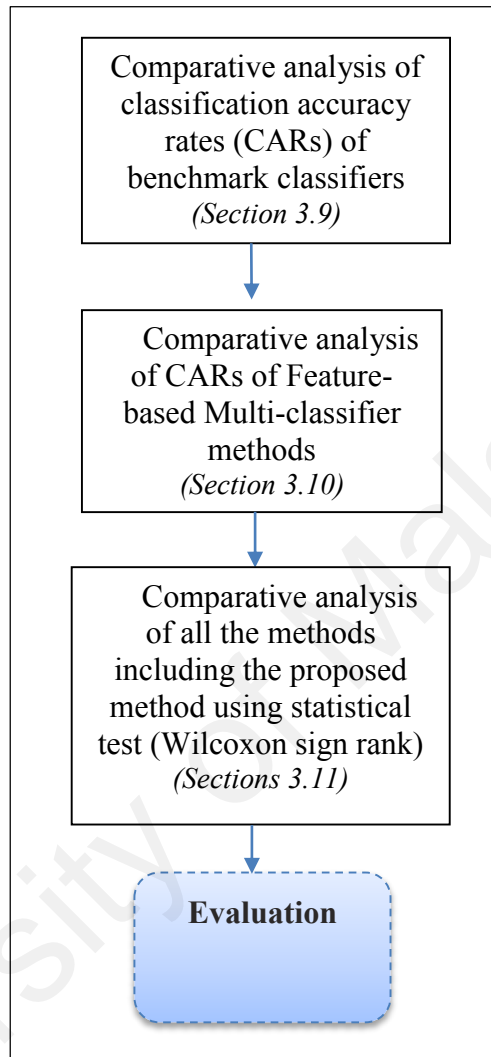 Comparative analysis of
classification accuracy
rates (CARs) of
benchmark classifiers
(Section 3.9)
Comparative analysis
of CARs of Feature-
based Multi-classifier
methods
(Section 3.10)
Comparative analysis
of all the methods
including the proposed
method using statistical
test (Wilcoxon sign rank)
(Sections 3.11)
Evaluation